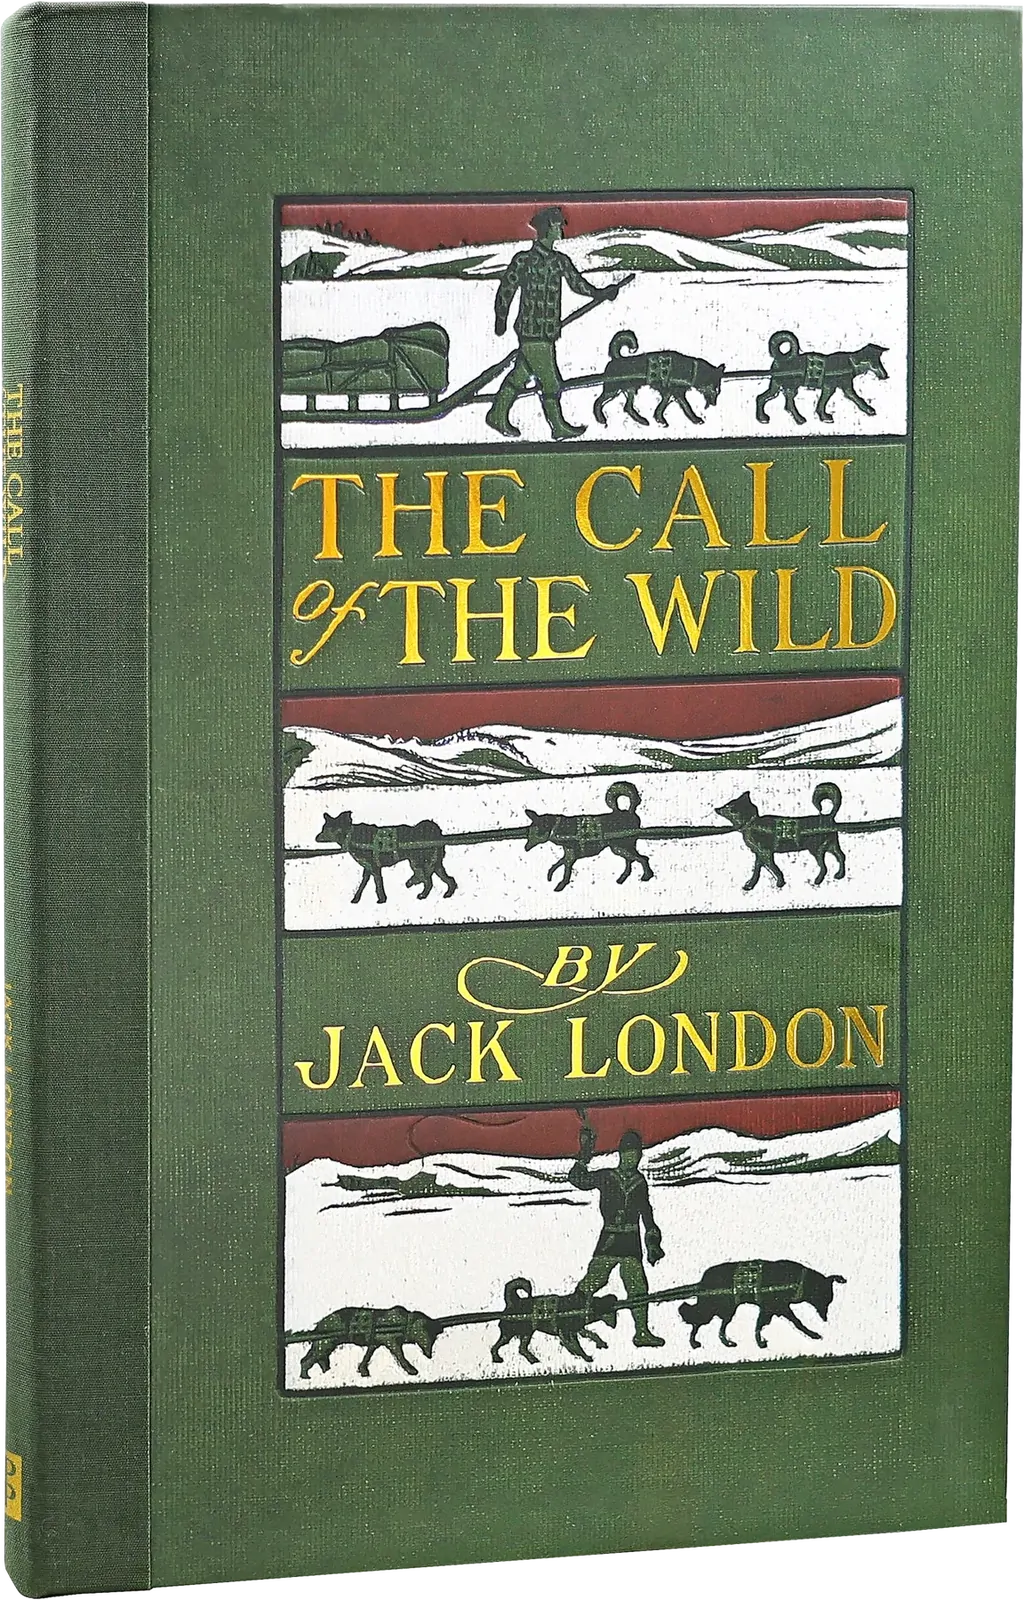 THE CALL
of THE WILD
BY
JACK LONDON
THE CALL
JACK LONDON